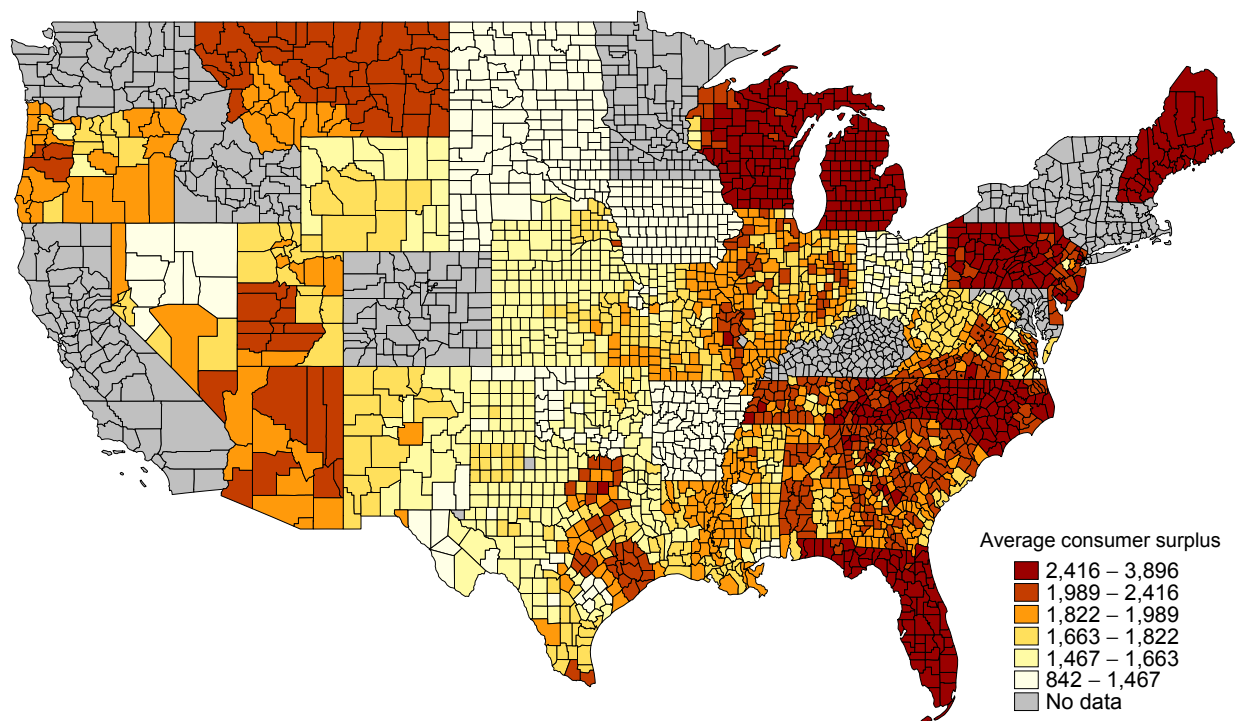 Average consumer surplus
2,416 – 3,896
1,989 – 2,416
1,822 – 1,989
1,663 – 1,822
1,467 – 1,663
842 – 1,467
No data